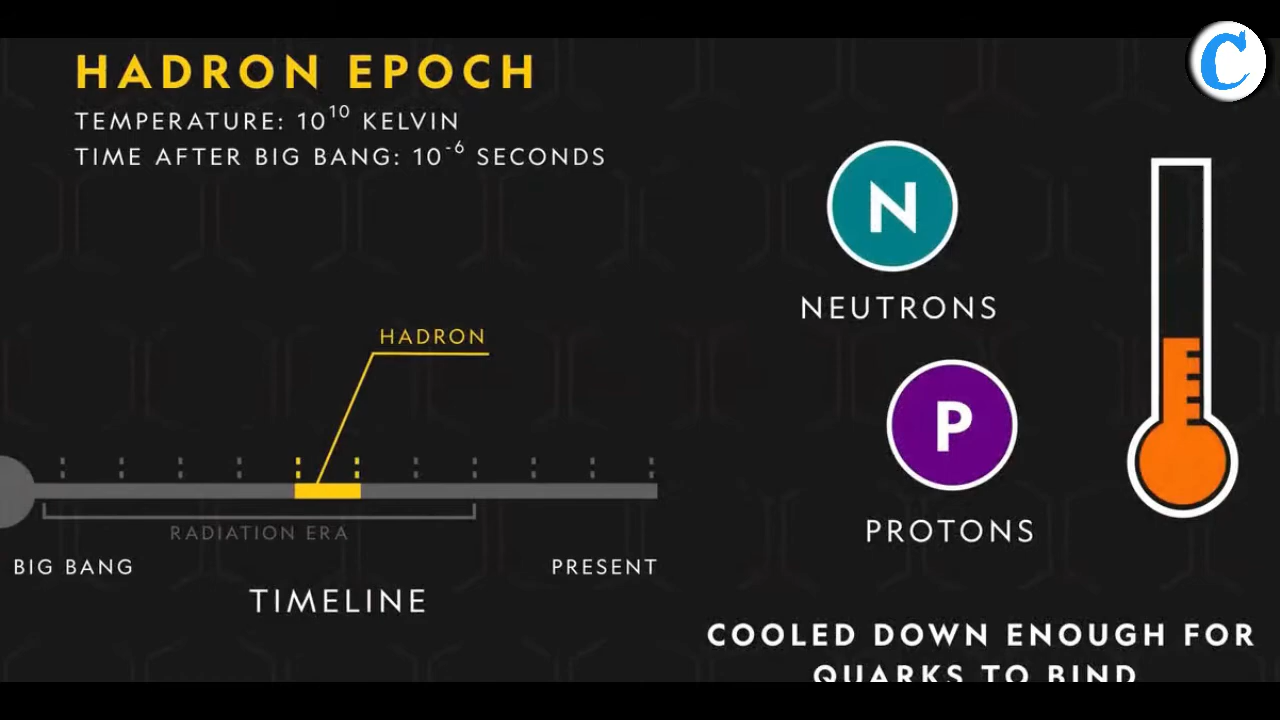 HADRON EPOCH
TEMPERATURE: 10¹⁰ KELVIN
TIME AFTER BIG BANG: 10⁻⁶ SECONDS
HADRON
RADIATION ERA
BIG BANG
PRESENT
TIMELINE
N
NEUTRONS
P
PROTONS
COOLED DOWN ENOUGH FOR
QUARKS TO BIND
C